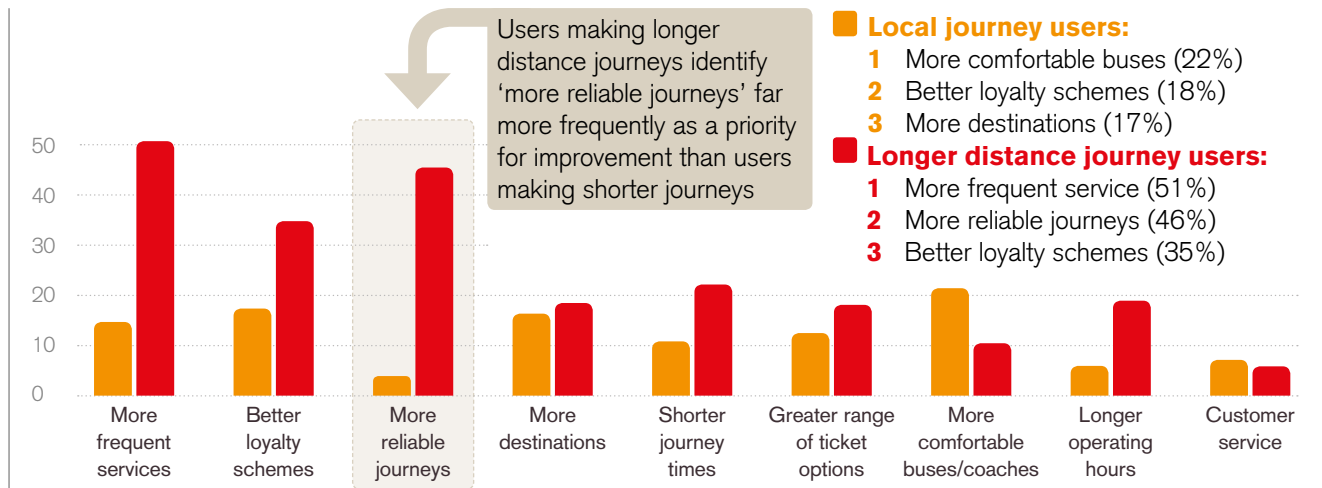 Users making longer
distance journeys identify
‘more reliable journeys’ far
more frequently as a priority
for improvement than users
making shorter journeys
Local journey users:
1 More comfortable buses (22%)
2 Better loyalty schemes (18%)
3 More destinations (17%)
Longer distance journey users:
1 More frequent service (51%)
2 More reliable journeys (46%)
3 Better loyalty schemes (35%)
50
40
30
20
10
0
More
frequent
services
Better
loyalty
schemes
More
reliable
journeys
More
destinations
Shorter
journey
times
Greater range
of ticket
options
More
comfortable
buses/coaches
Longer
operating
hours
Customer
service